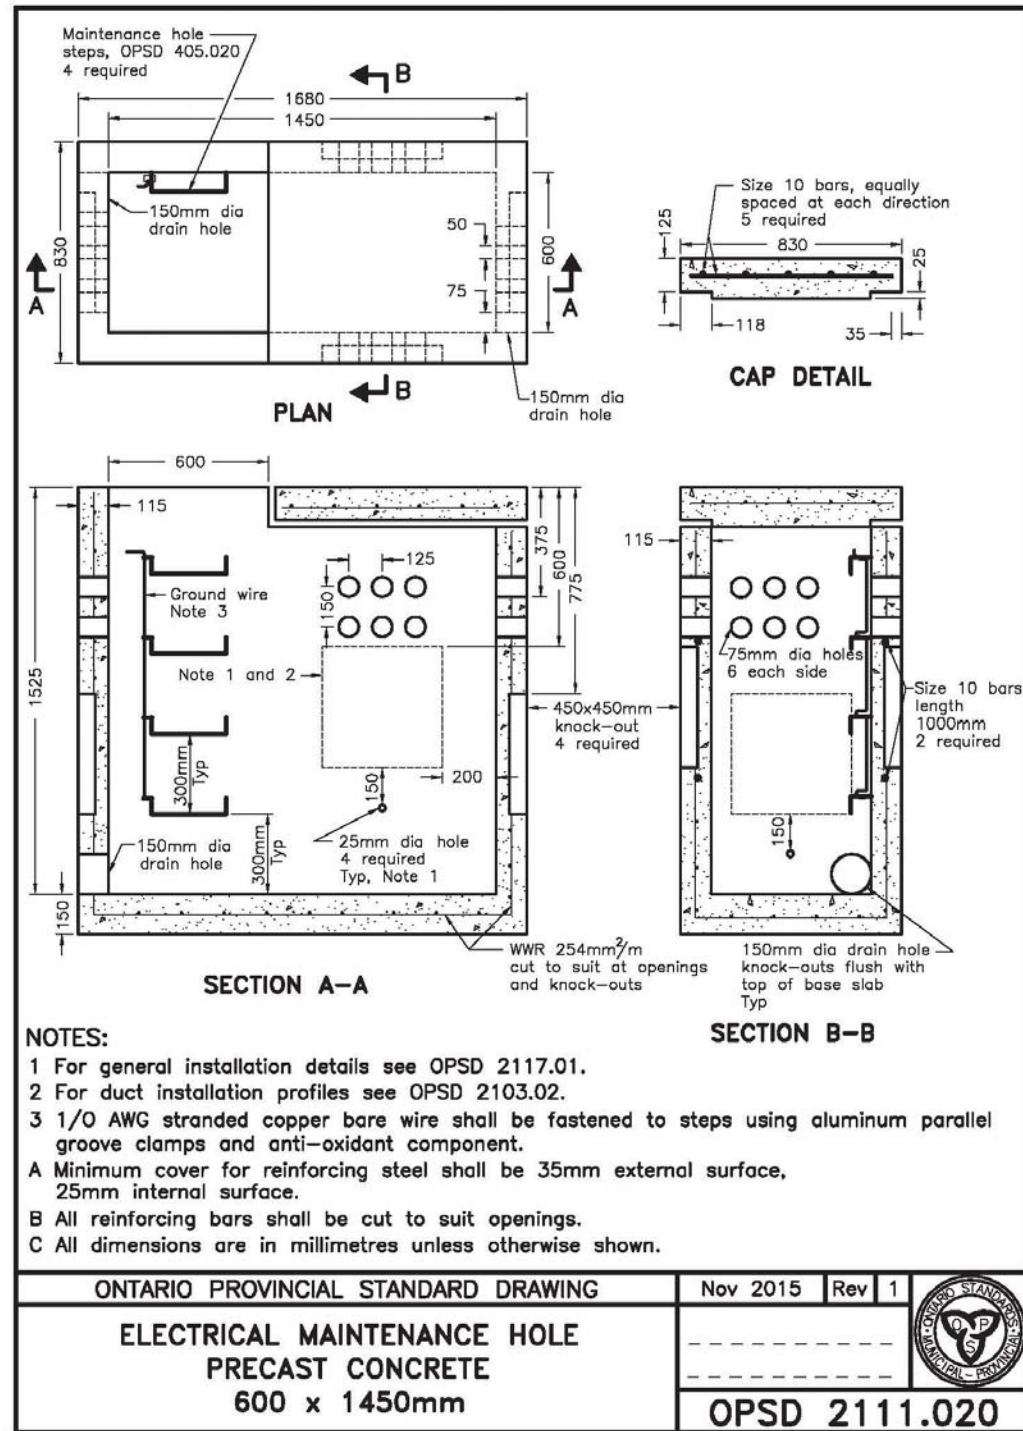 Maintenance hole
steps, OPSD 405.020
4 required
B
1680
1450
150mm dia
drain hole
50
75
830
600
A
A
B
150mm dia
drain hole
PLAN
Size 10 bars, equally
spaced at each direction
5 required
125
830
25
118
35
CAP DETAIL
600
115
125
150
Ground wire
Note 3
Note 1 and 2
1525
375
600
775
450x450mm
knock-out
4 required
200
150
300mm
Typ
300mm
Typ
150mm dia
drain hole
25mm dia hole
4 required
Typ, Note 1
150
WWR 254mm²/m
cut to suit at openings
and knock-outs
SECTION A-A
115
75mm dia holes
6 each side
Size 10 bars
length
1000mm
2 required
150
150mm dia drain hole
knock-outs flush with
top of base slab
Typ
SECTION B-B
NOTES:
1 For general installation details see OPSD 2117.01.
2 For duct installation profiles see OPSD 2103.02.
3 1/0 AWG stranded copper bare wire shall be fastened to steps using aluminum parallel
groove clamps and anti-oxidant component.
A Minimum cover for reinforcing steel shall be 35mm external surface,
25mm internal surface.
B All reinforcing bars shall be cut to suit openings.
C All dimensions are in millimetres unless otherwise shown.
ONTARIO PROVINCIAL STANDARD DRAWING
Nov 2015 Rev 1
ELECTRICAL MAINTENANCE HOLE
PRECAST CONCRETE
600 x 1450mm
ONTARIO STANDARDS
MUNICIPAL - PROVINCIAL
O P S
OPSD 2111.020